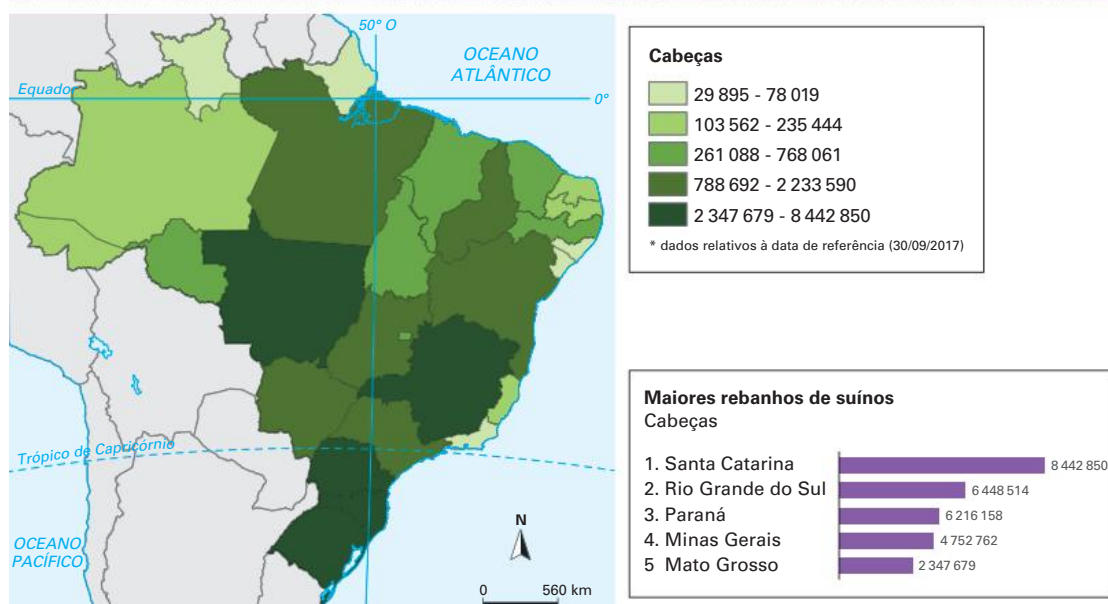 50° O
OCEANO
ATLÂNTICO
Equador
0°
Trópico de Capricórnio
OCEANO
PACÍFICO
N
0 560 km
Cabeças
29 895 - 78 019
103 562 - 235 444
261 088 - 768 061
788 692 - 2 233 590
2 347 679 - 8 442 850
* dados relativos à data de referência (30/09/2017)
Maiores rebanhos de suínos
Cabeças
1. Santa Catarina 8 442 850
2. Rio Grande do Sul 6 448 514
3. Paraná 6 216 158
4. Minas Gerais 4 752 762
5 Mato Grosso 2 347 679